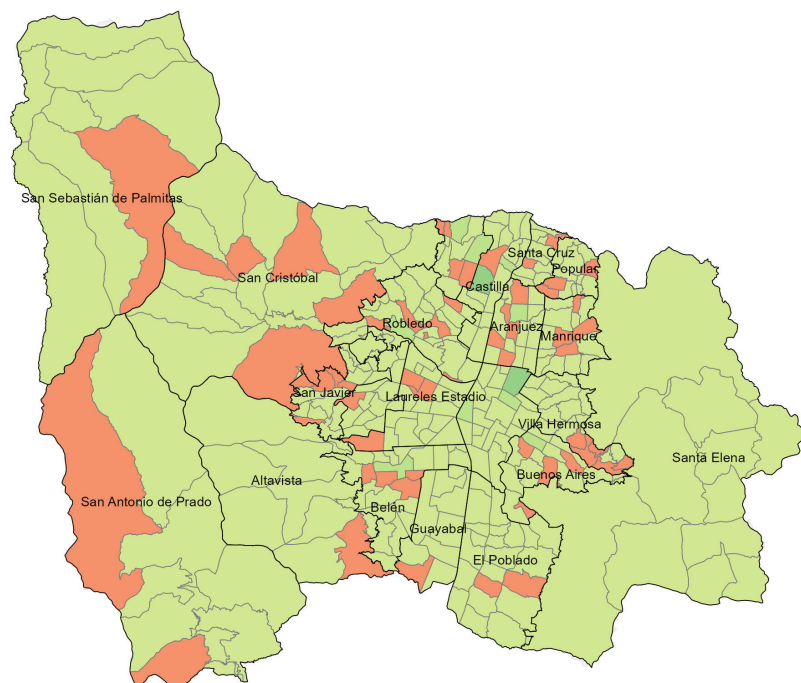 San Sebastián de Palmitas
San Cristóbal
Santa Cruz
Popular
Castilla
Robledo
Aranjuez
Manrique
San Javier
Laureles Estadio
Villa Hermosa
Santa Elena
Altavista
Buenos Aires
San Antonio de Prado
Belén
Guayabal
El Poblado